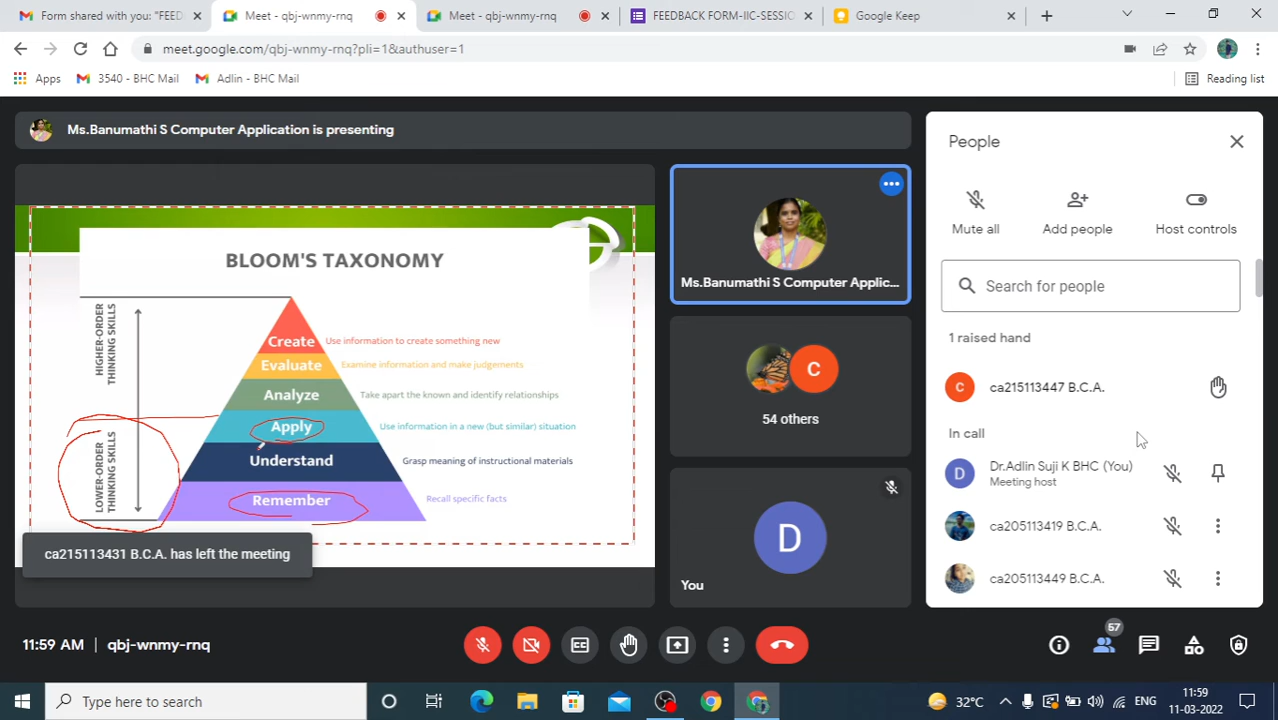 Form shared with you: "FEED
Meet - qbj-wnmy-rnq
Meet - qbj-wnmy-rnq
FEEDBACK FORM-IIC-SESSIO
Google Keep
meet.google.com/qbj-wnmy-rnq?pli=1&authuser=1
Apps
3540 - BHC Mail
Adlin - BHC Mail
Reading list
Ms.Banumathi S Computer Application is presenting
BLOOM'S TAXONOMY
HIGHER-ORDER
THINKING SKILLS
LOWER-ORDER
THINKING SKILLS
Create
Use information to create something new
Evaluate
Examine information and make judgements
Analyze
Take apart the known and identify relationships
Apply
Use information in a new (but similar) situation
Understand
Grasp meaning of instructional materials
Remember
Recall specific facts
ca215113431 B.C.A. has left the meeting
Ms.Banumathi S Computer Applic...
C
54 others
D
You
People
Mute all
Add people
Host controls
Search for people
1 raised hand
C
ca215113447 B.C.A.
In call
D
Dr.Adlin Suji K BHC (You)
Meeting host
ca205113419 B.C.A.
ca205113449 B.C.A.
11:59 AM | qbj-wnmy-rnq
CC
57
Type here to search
32°C
ENG
11:59
11-03-2022